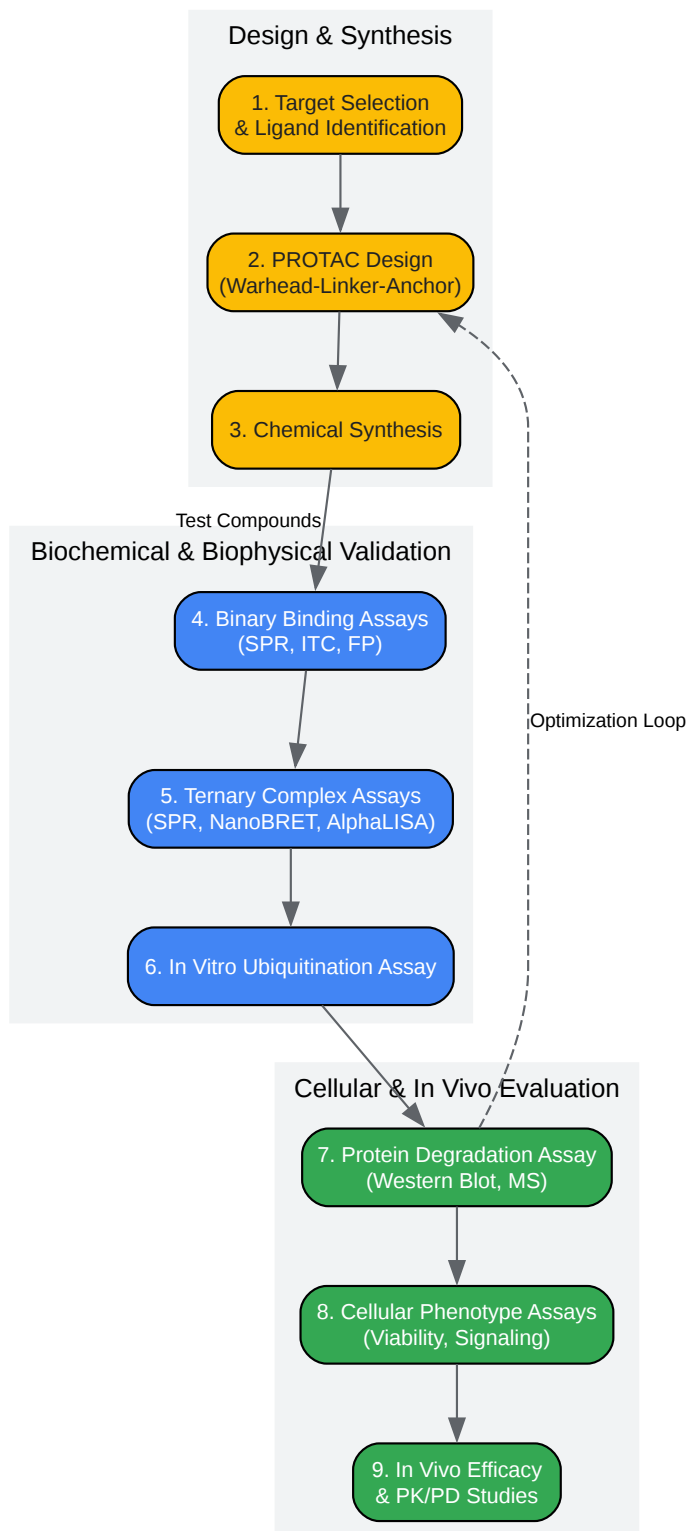 Design & Synthesis
1. Target Selection
& Ligand Identification
2. PROTAC Design
(Warhead-Linker-Anchor)
3. Chemical Synthesis
Test Compounds
Biochemical & Biophysical Validation
4. Binary Binding Assays
(SPR, ITC, FP)
Optimization Loop
5. Ternary Complex Assays
(SPR, NanoBRET, AlphaLISA)
6. In Vitro Ubiquitination Assay
Cellular & In Vivo Evaluation
7. Protein Degradation Assay
(Western Blot, MS)
8. Cellular Phenotype Assays
(Viability, Signaling)
9. In Vivo Efficacy
& PK/PD Studies